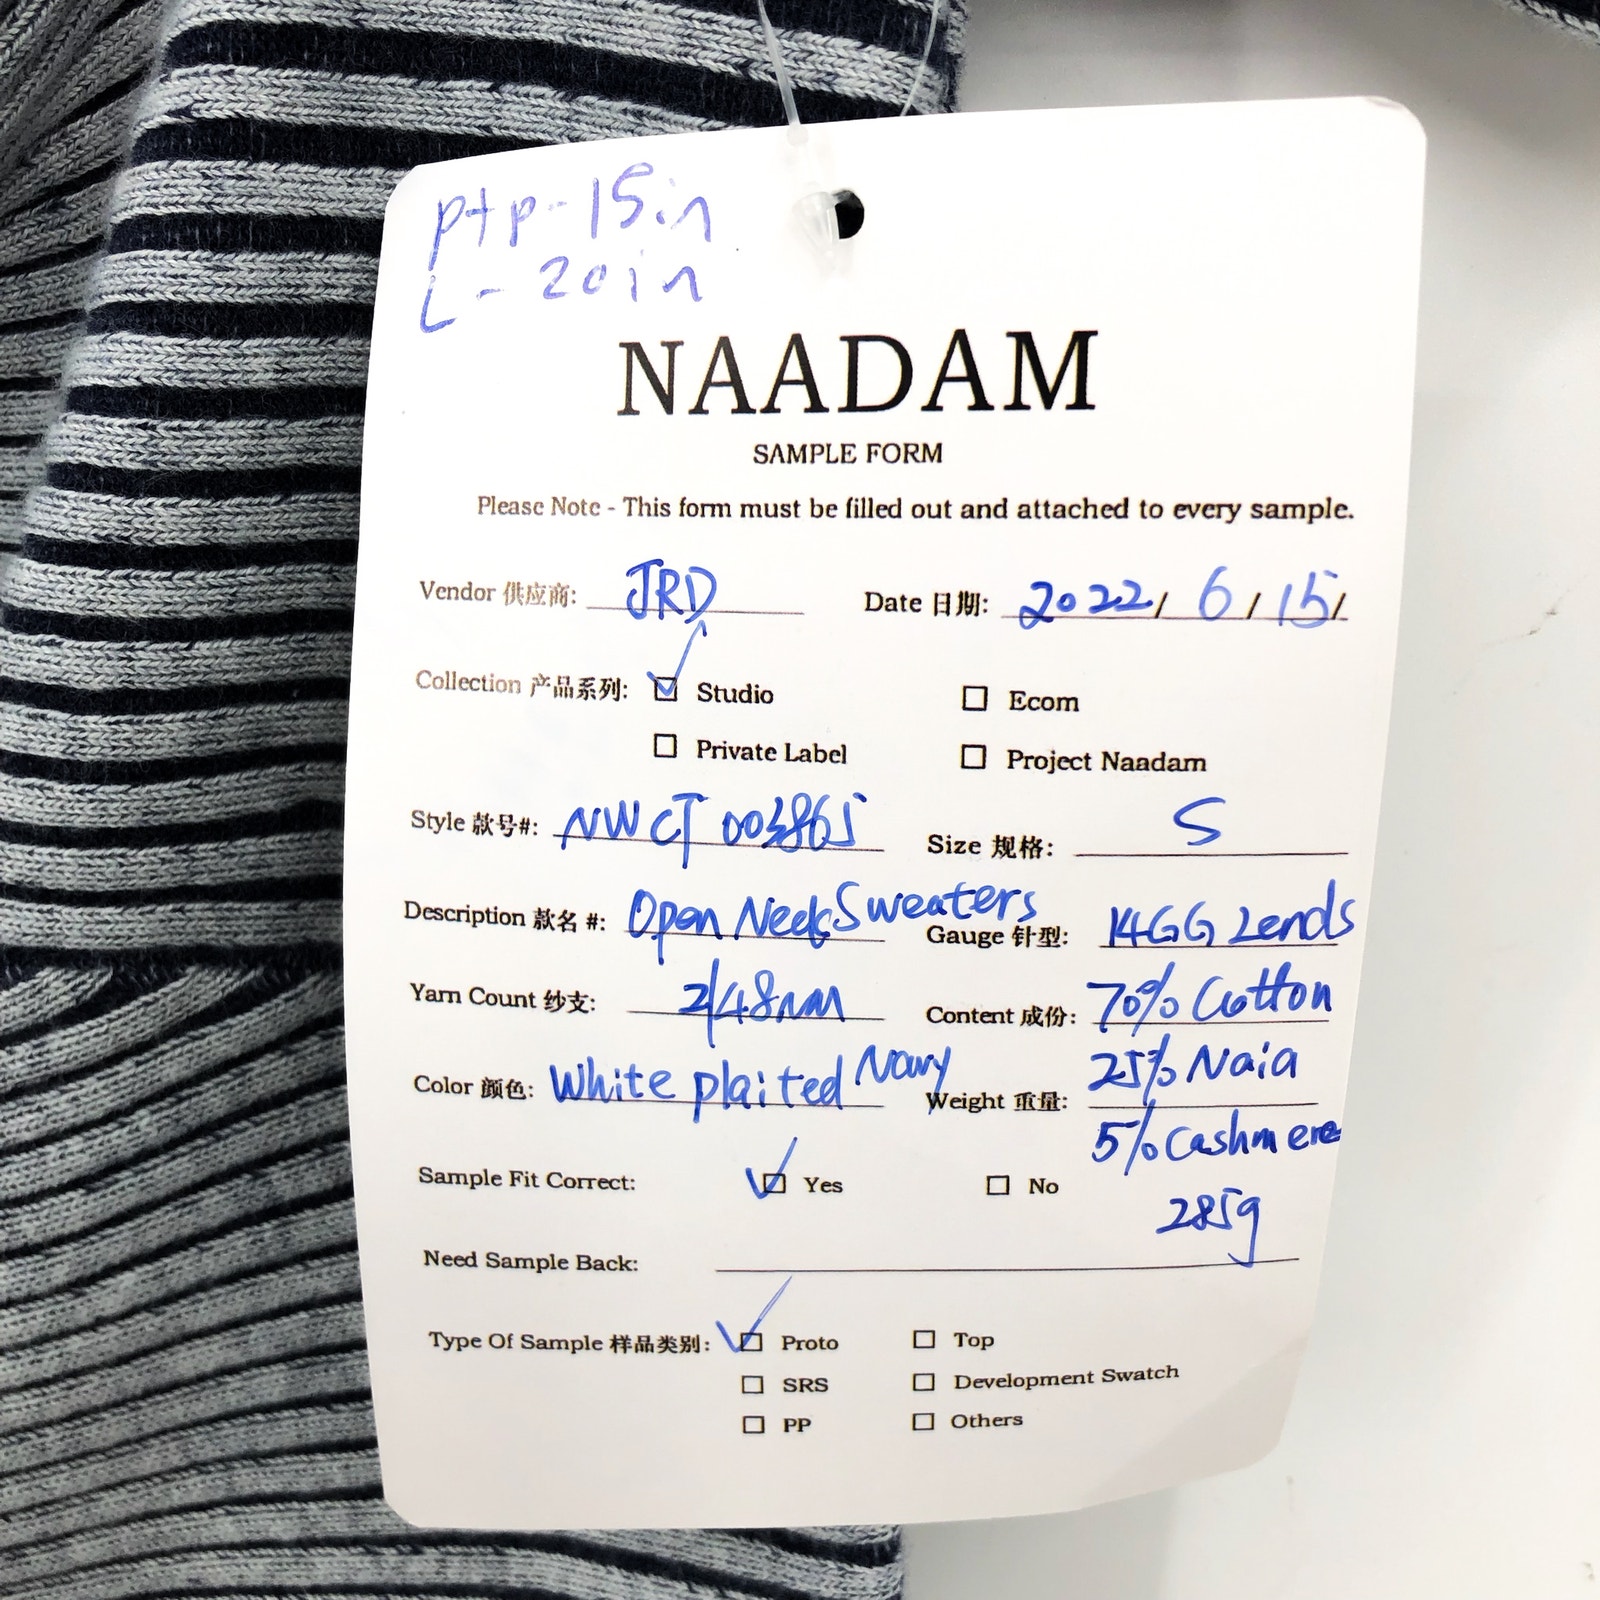 ptp-15in
L-20in
NAADAM
SAMPLE FORM
Please Note - This form must be filled out and attached to every sample.
Vendor 供应商: JRD Date 日期: 2022/ 6 / 15/
Collection 产品系列: ☑ Studio ☐ Ecom
☐ Private Label ☐ Project Naadam
Style 款号#: NWCT003865 Size 规格: S
Description 款名 #: Open Neck Sweaters Gauge 针型: 14GG 2ends
Yarn Count 纱支: 2/48nm Content 成份: 70% Cotton
25% Naia
Color 颜色: White plaited Navy Weight 重量:
5% Cashmere
Sample Fit Correct: ☑ Yes ☐ No
285g
Need Sample Back:
Type Of Sample 样品类别: ☑ Proto ☐ Top
☐ SRS ☐ Development Swatch
☐ PP ☐ Others